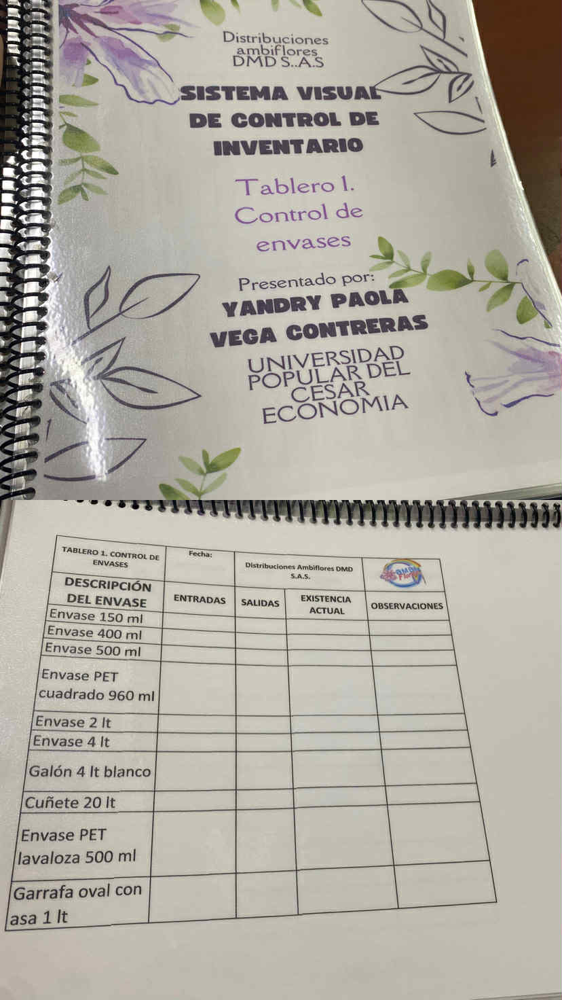 Distribuciones
ambiflores
DMD S..A.S
SISTEMA VISUAL
DE CONTROL DE
INVENTARIO
Tablero 1.
Control de
envases
Presentado por:
YANDRY PAOLA
VEGA CONTRERAS
UNIVERSIDAD
POPULAR DEL
CESAR
ECONOMIA
TABLERO 1. CONTROL DE
ENVASES
Fecha:
Distribuciones Ambiflores DMD
S.A.S.
DESCRIPCIÓN
DEL ENVASE
ENTRADAS
SALIDAS
EXISTENCIA
ACTUAL
OBSERVACIONES
Envase 150 ml
Envase 400 ml
Envase 500 ml
Envase PET
cuadrado 960 ml
Envase 2 lt
Envase 4 lt
Galón 4 lt blanco
Cuñete 20 lt
Envase PET
lavaloza 500 ml
Garrafa oval con
asa 1 lt